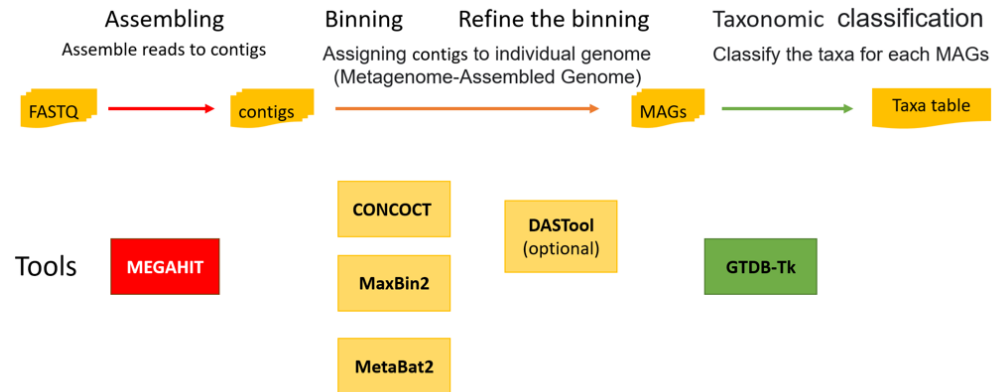 Assembling
Assemble reads to contigs
Binning
Refine the binning
Assigning contigs to individual genome
(Metagenome-Assembled Genome)
Taxonomic classification
Classify the taxa for each MAGs
FASTQ
contigs
MAGs
Taxa table
Tools
MEGAHIT
CONCOCT
MaxBin2
MetaBat2
DASTool
(optional)
GTDB-Tk